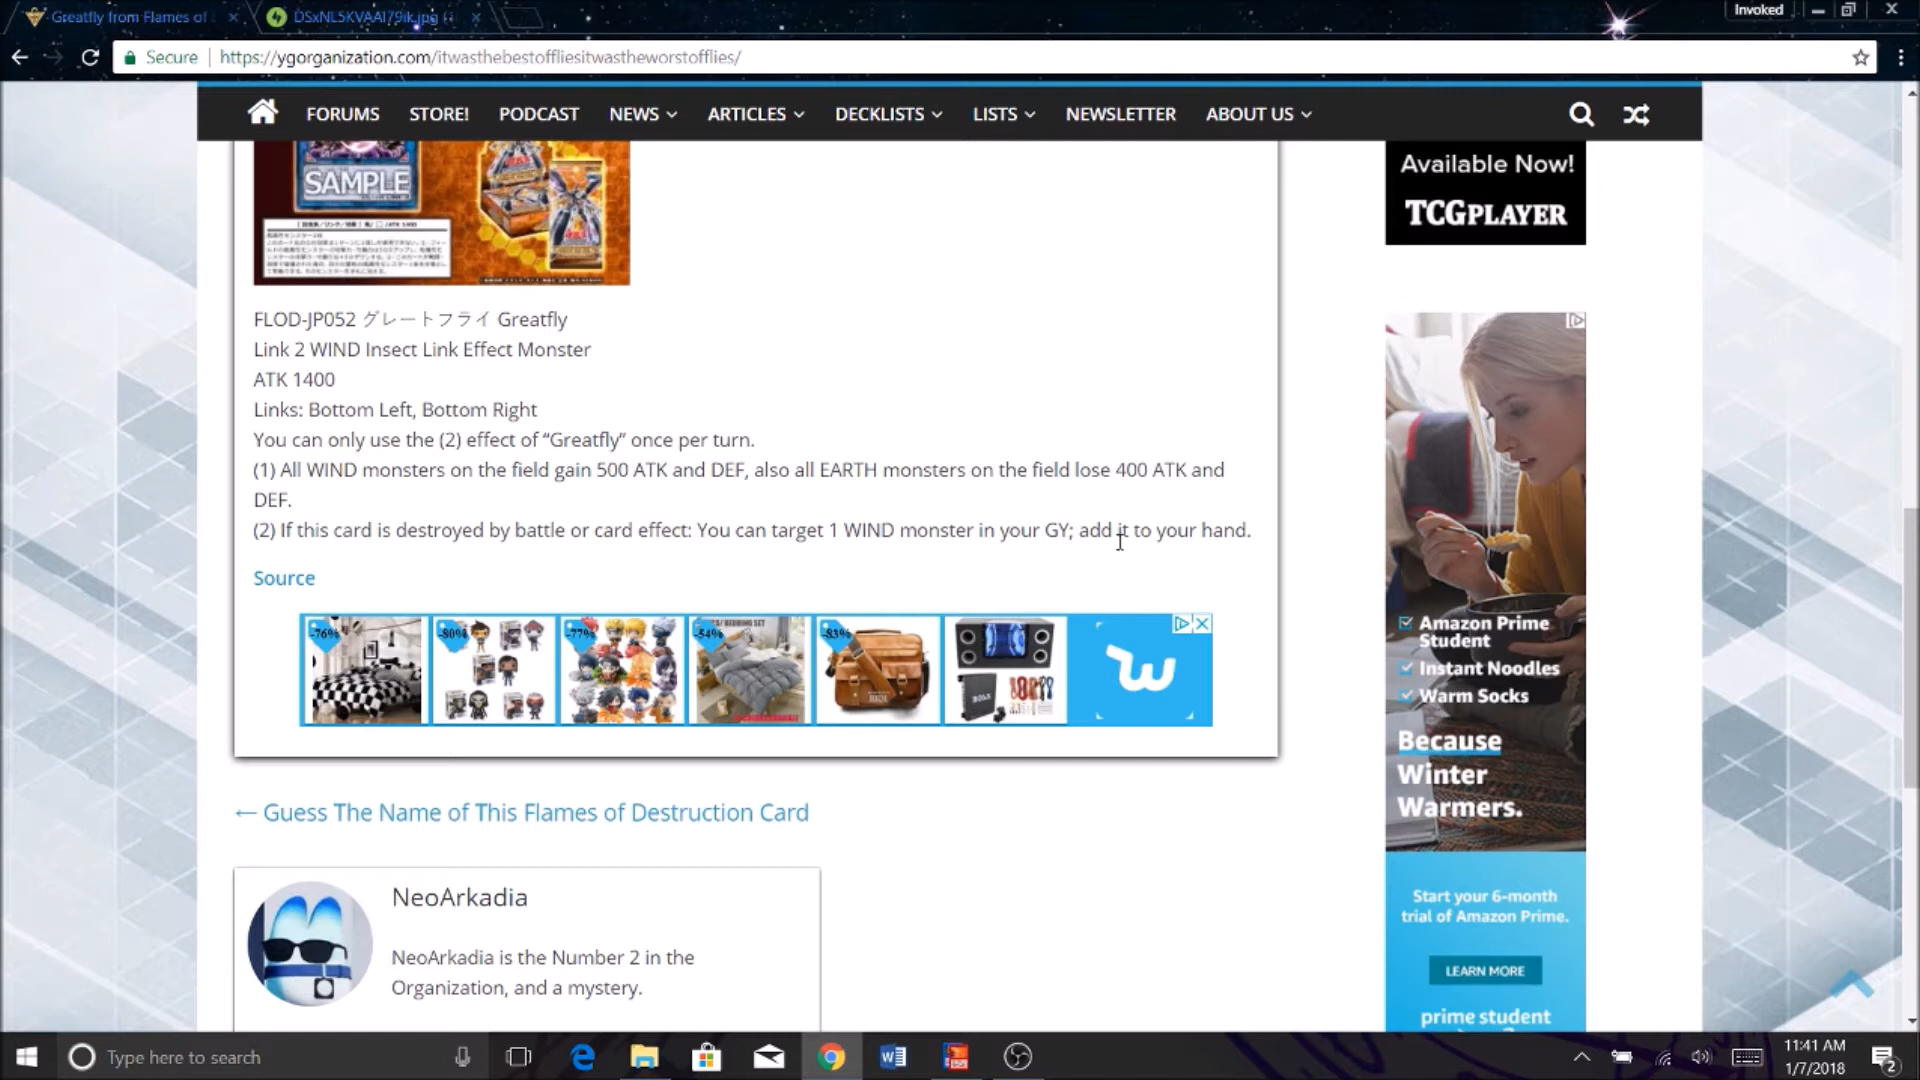 Greatfly from Flames of
DSxNL5KVAAI79ik.jpg (1
Invoked
Secure
https://ygorganization.com/itwasthebestoffliesitwastheworstofflies/
FORUMS STORE! PODCAST NEWS ARTICLES DECKLISTS LISTS NEWSLETTER ABOUT US
SAMPLE
Available Now!
TCGPLAYER
FLOD-JP052 グレートフライ Greatfly
Link 2 WIND Insect Link Effect Monster
ATK 1400
Links: Bottom Left, Bottom Right
You can only use the (2) effect of “Greatfly” once per turn.
(1) All WIND monsters on the field gain 500 ATK and DEF, also all EARTH monsters on the field lose 400 ATK and
DEF.
(2) If this card is destroyed by battle or card effect: You can target 1 WIND monster in your GY; add it to your hand.
Source
-76% -80% -77% -54% -83%
Amazon Prime
Student
Instant Noodles
Warm Socks
Because
Winter
Warmers.
Start your 6-month
trial of Amazon Prime.
LEARN MORE
prime student
← Guess The Name of This Flames of Destruction Card
NeoArkadia
NeoArkadia is the Number 2 in the
Organization, and a mystery.
Type here to search
11:41 AM
1/7/2018
2